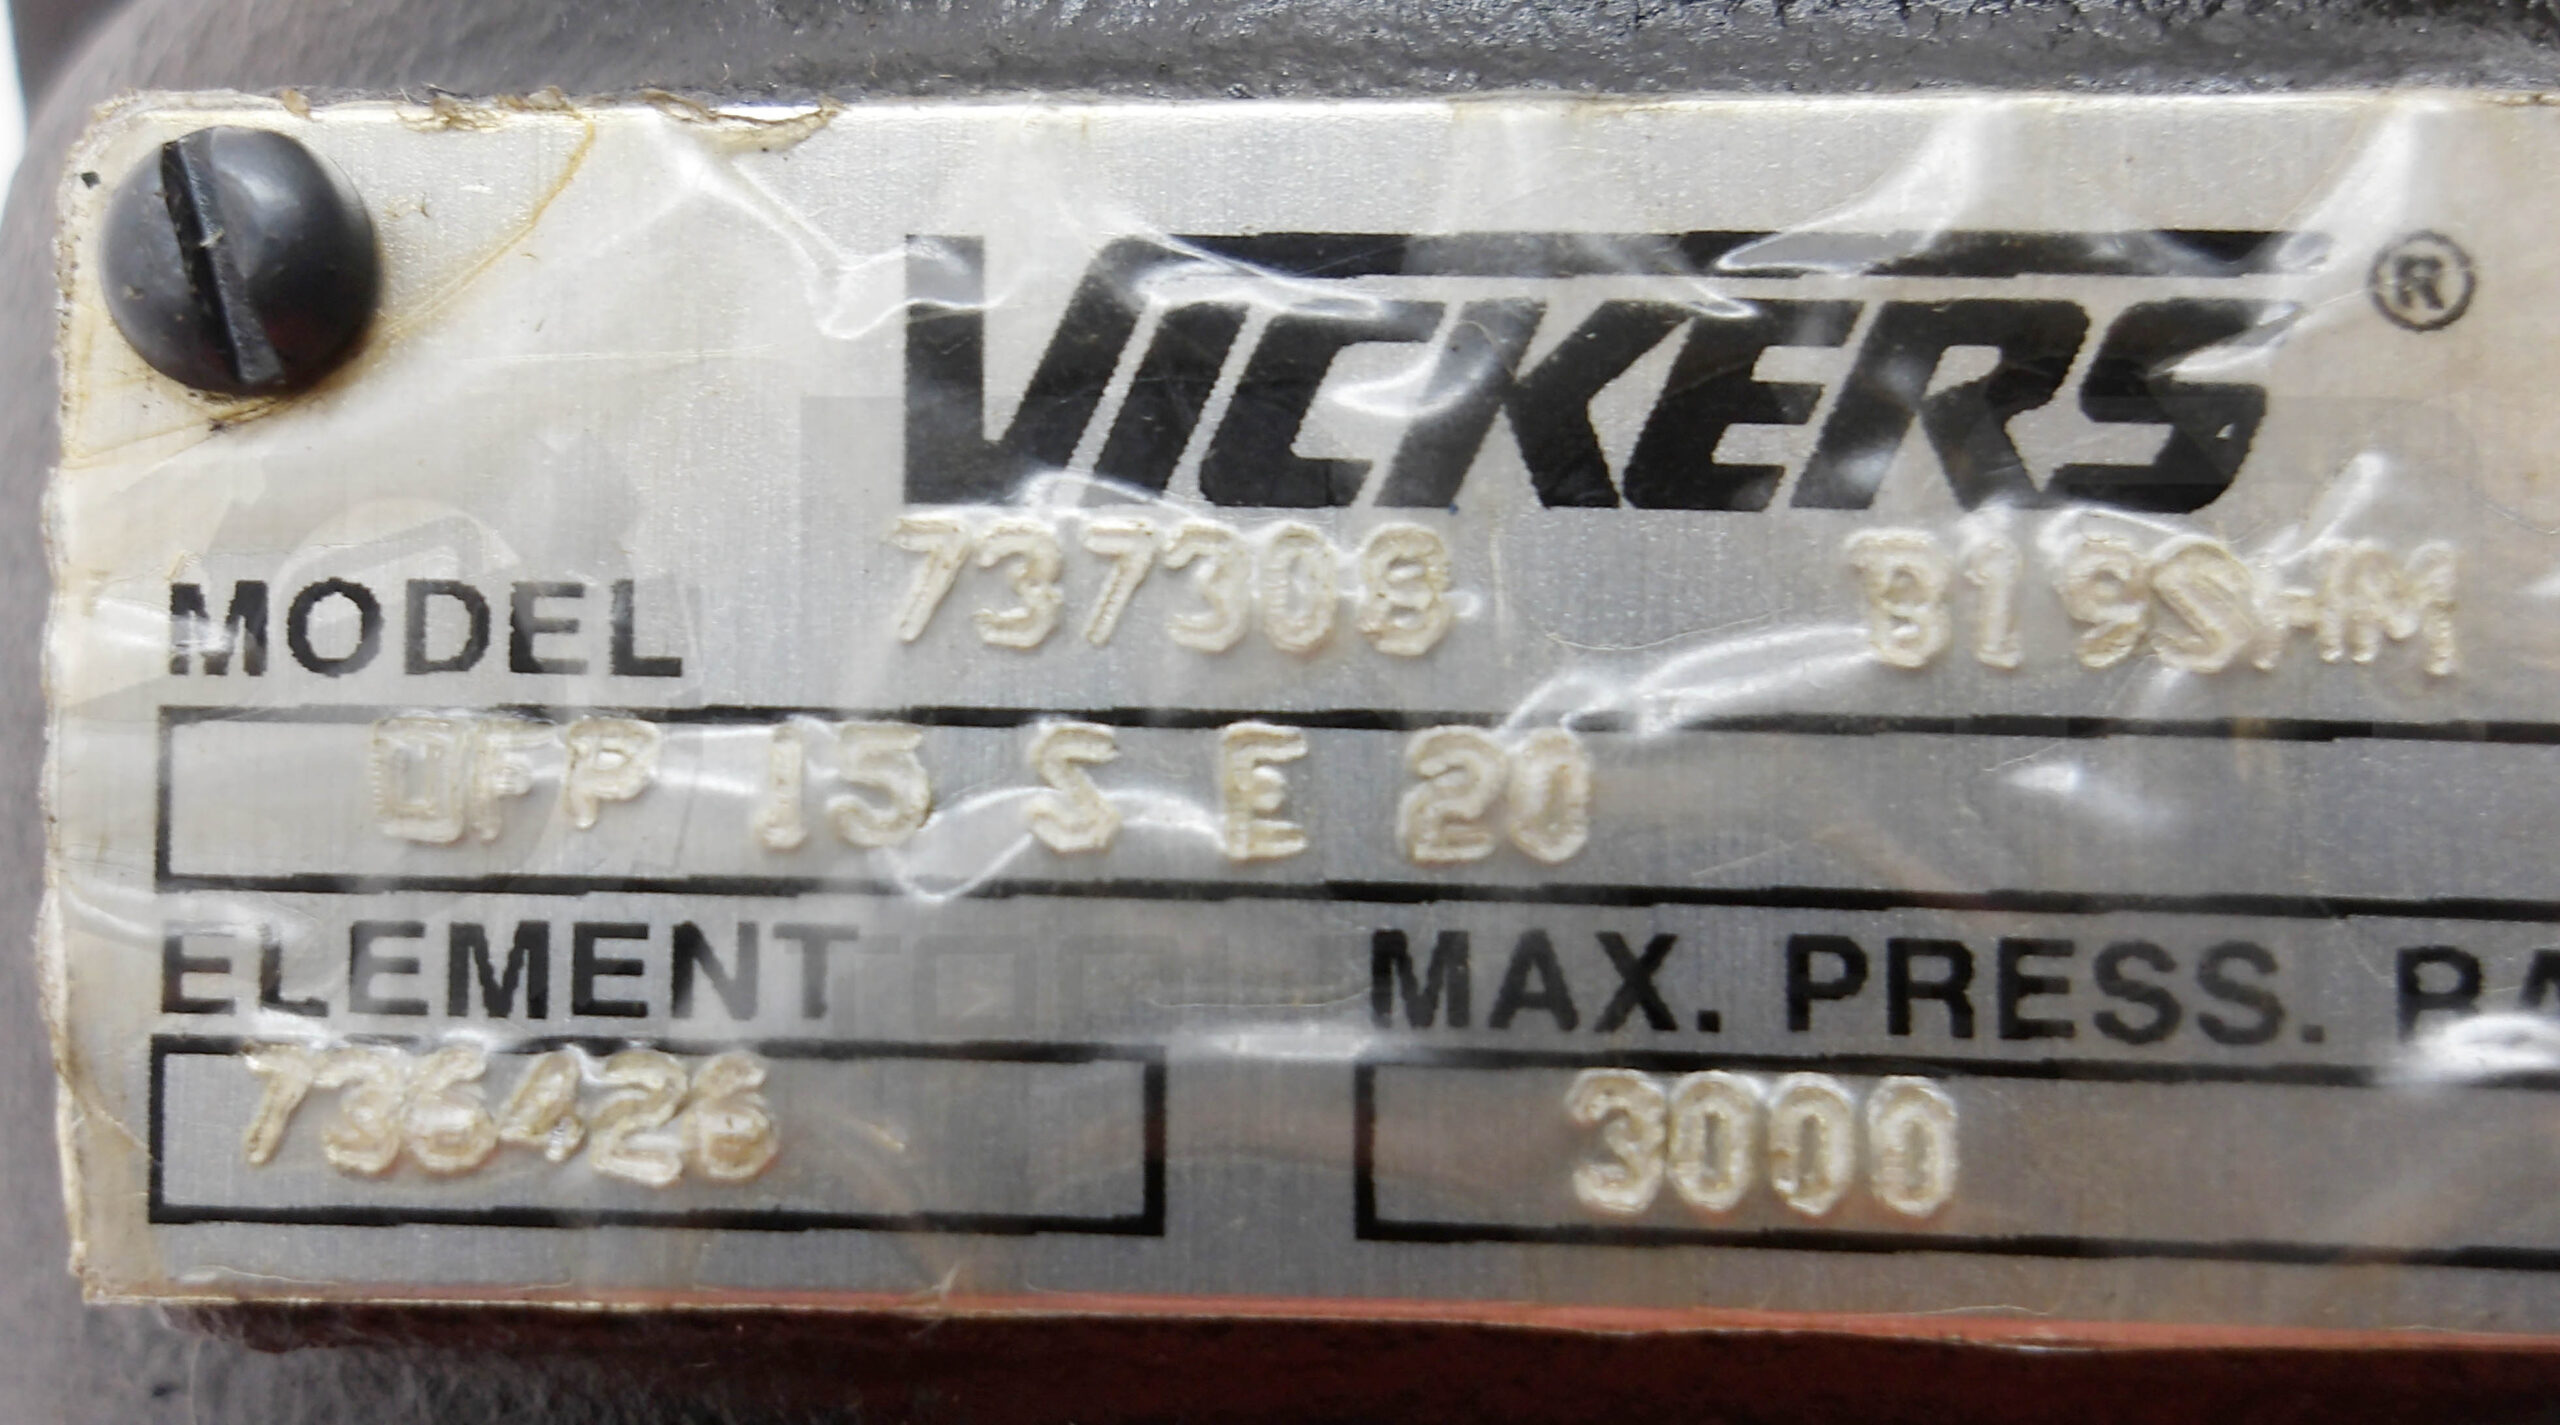 VICKERS ®
MODEL 737308 819SHM
OFP 15 S E 20
ELEMENT MAX. PRESS.
736426 3000